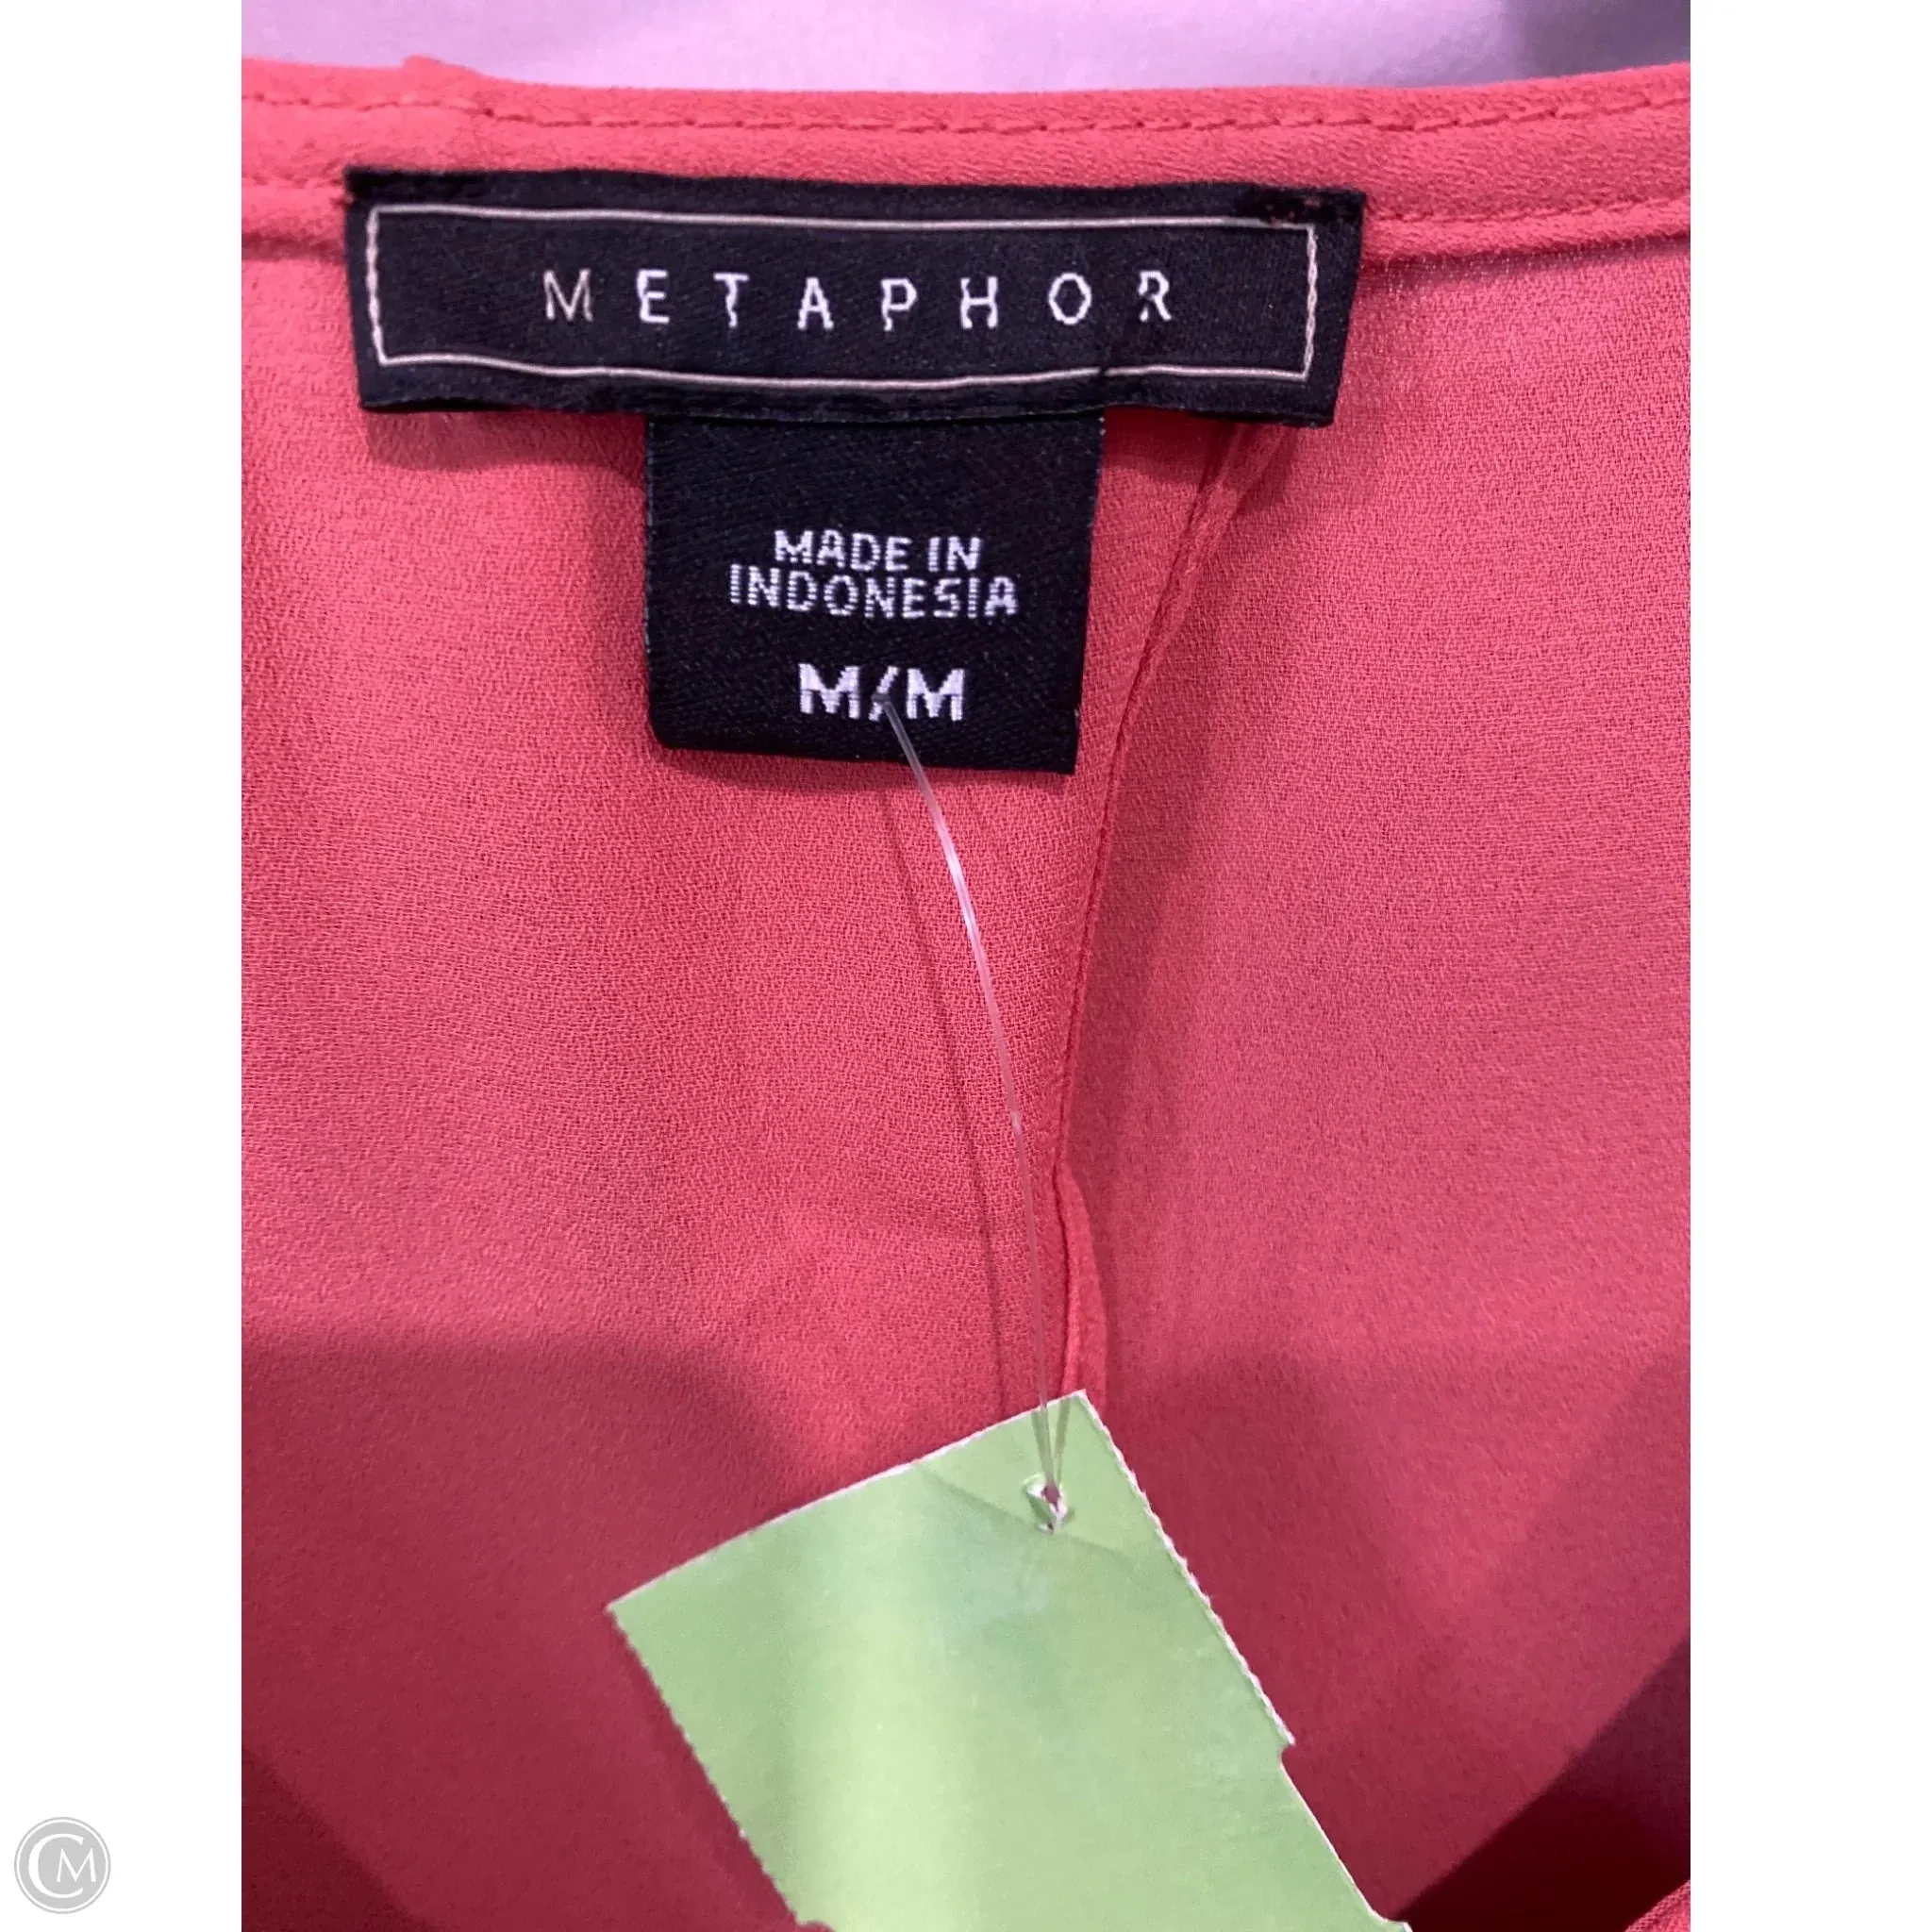 METAPHOR
MADE IN
INDONESIA
M/M
CM